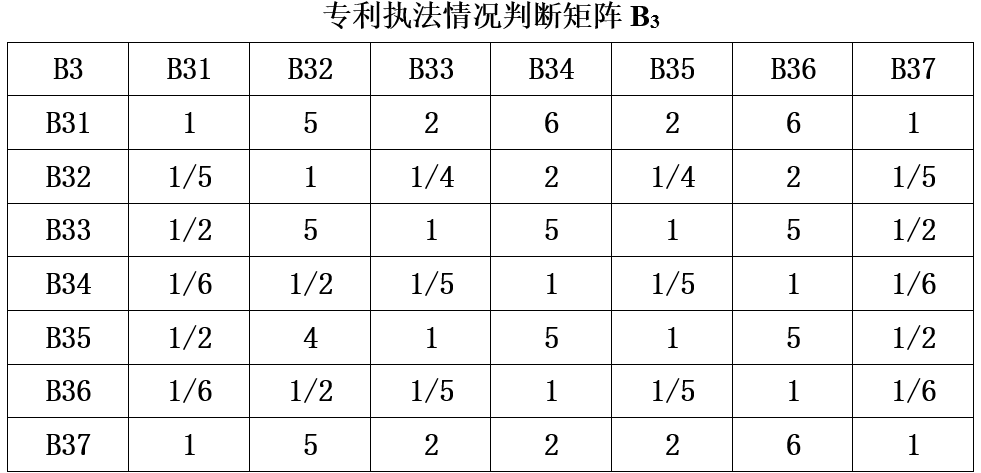 专利执法情况判断矩阵 B3
B3 B31 B32 B33 B34 B35 B36 B37
B31 1 5 2 6 2 6 1
B32 1/5 1 1/4 2 1/4 2 1/5
B33 1/2 5 1 5 1 5 1/2
B34 1/6 1/2 1/5 1 1/5 1 1/6
B35 1/2 4 1 5 1 5 1/2
B36 1/6 1/2 1/5 1 1/5 1 1/6
B37 1 5 2 2 2 6 1